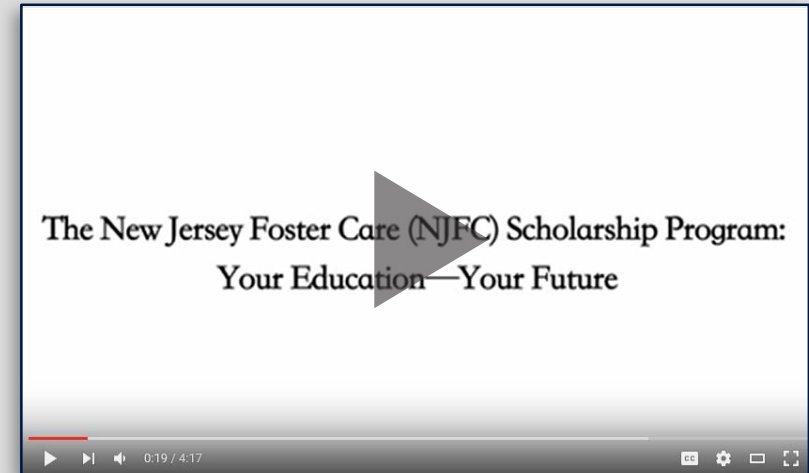 The New Jersey Foster Care (NJFC) Scholarship Program:
Your Education—Your Future
0:19 / 4:17
CC